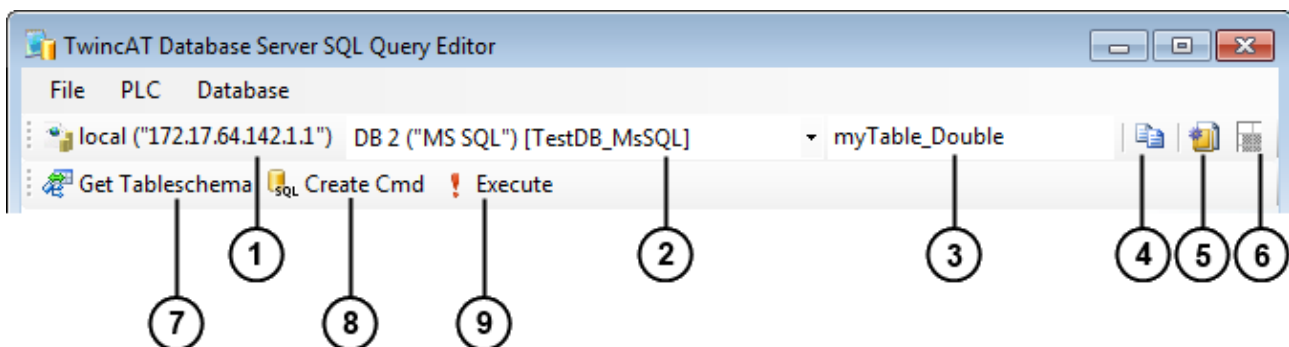 TwincAT Database Server SQL Query Editor
File PLC Database
local ("172.17.64.142.1.1") DB 2 ("MS SQL") [TestDB_MsSQL] myTable_Double
Get Tableschema SQL Create Cmd Execute
1 2 3 4 5 6
7 8 9